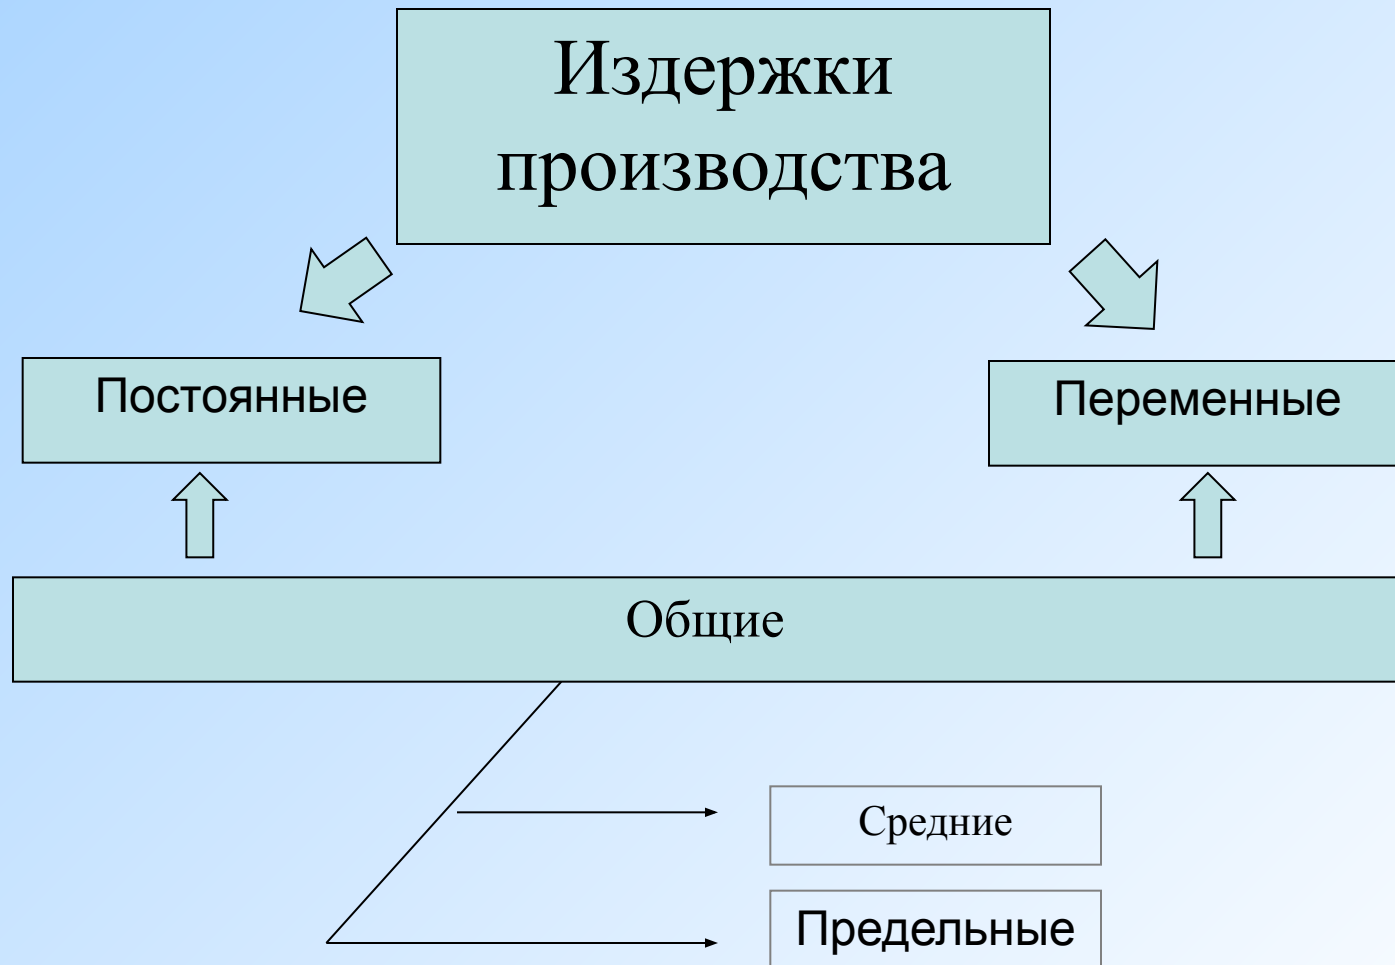 Издержки
производства
Постоянные
Переменные
Общие
Средние
Предельные